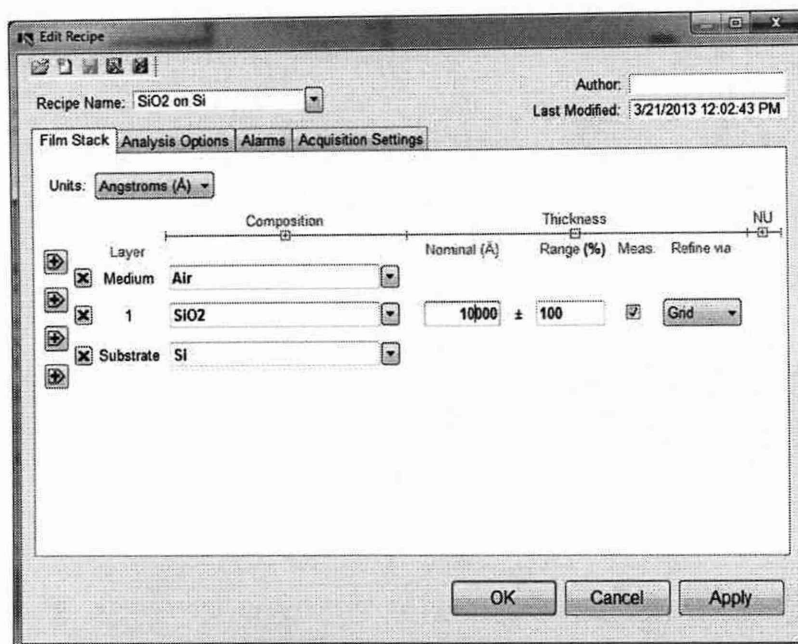 Edit Recipe
Author:
Recipe Name: SiO2 on Si
Last Modified: 3/21/2013 12:02:43 PM
Film Stack Analysis Options Alarms Acquisition Settings
Units: Angstroms (Å)
Composition Thickness NU
Layer Nominal (Å) Range (%) Meas. Refine via
Medium Air
1 SiO2 10000 ± 100 Grid
Substrate Si
OK Cancel Apply